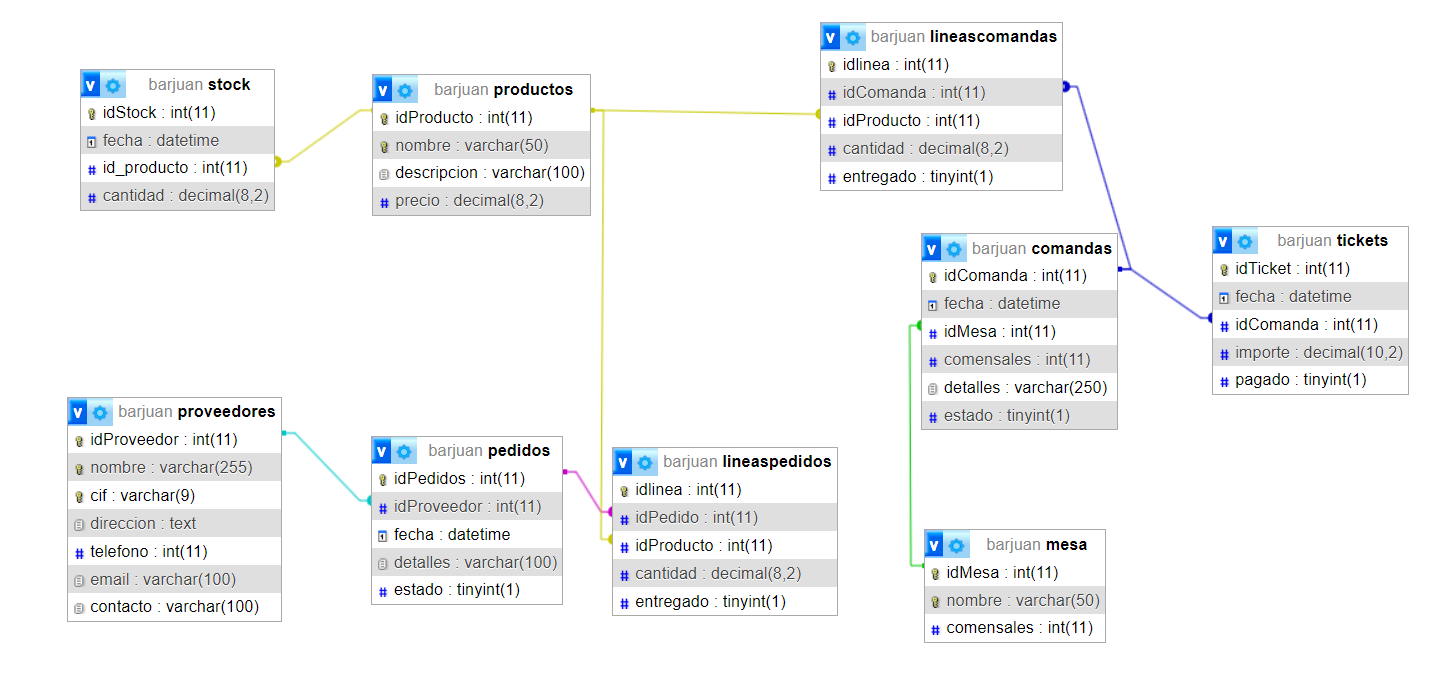 barjuan stock
idStock : int(11)
fecha : datetime
id_producto : int(11)
cantidad : decimal(8,2)
barjuan productos
idProducto : int(11)
nombre : varchar(50)
descripcion : varchar(100)
precio : decimal(8,2)
barjuan lineascomandas
idlinea : int(11)
idComanda : int(11)
idProducto : int(11)
cantidad : decimal(8,2)
entregado : tinyint(1)
barjuan comandas
idComanda : int(11)
fecha : datetime
idMesa : int(11)
comensales : int(11)
detalles : varchar(250)
estado : tinyint(1)
barjuan tickets
idTicket : int(11)
fecha : datetime
idComanda : int(11)
importe : decimal(10,2)
pagado : tinyint(1)
barjuan proveedores
idProveedor : int(11)
nombre : varchar(255)
cif : varchar(9)
direccion : text
telefono : int(11)
email : varchar(100)
contacto : varchar(100)
barjuan pedidos
idPedidos : int(11)
idProveedor : int(11)
fecha : datetime
detalles : varchar(100)
estado : tinyint(1)
barjuan lineaspedidos
idlinea : int(11)
idPedido : int(11)
idProducto : int(11)
cantidad : decimal(8,2)
entregado : tinyint(1)
barjuan mesa
idMesa : int(11)
nombre : varchar(50)
comensales : int(11)